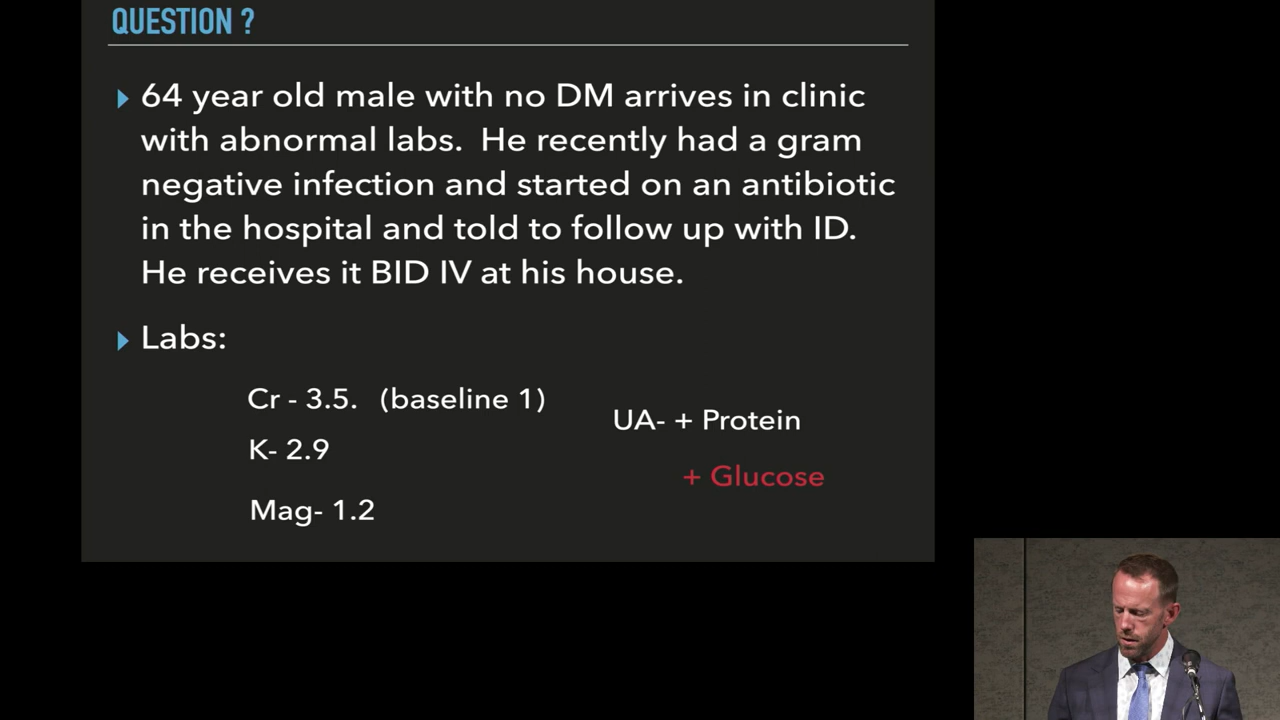 QUESTION ?
64 year old male with no DM arrives in clinic
with abnormal labs.  He recently had a gram
negative infection and started on an antibiotic
in the hospital and told to follow up with ID.
He receives it BID IV at his house.
Labs:
Cr - 3.5.   (baseline 1)
UA- + Protein
K- 2.9
+ Glucose
Mag- 1.2